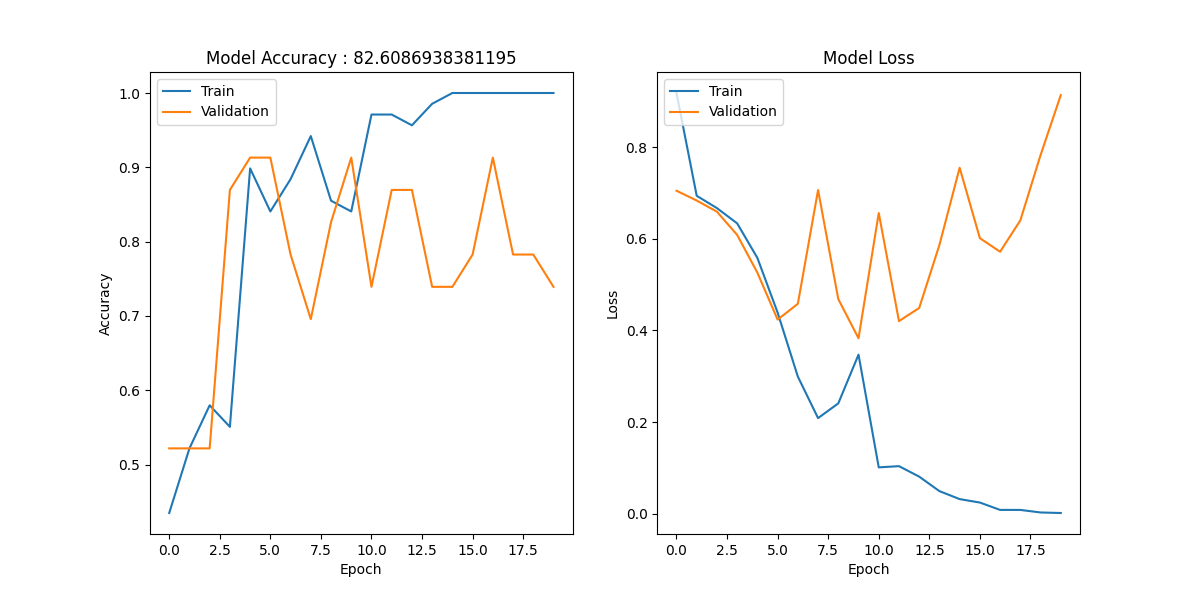 Model Accuracy : 82.6086938381195
Train
Validation
1.0
0.9
0.8
0.7
0.6
0.5
Accuracy
0.0 2.5 5.0 7.5 10.0 12.5 15.0 17.5
Epoch
Model Loss
Train
Validation
0.8
0.6
0.4
0.2
0.0
Loss
0.0 2.5 5.0 7.5 10.0 12.5 15.0 17.5
Epoch